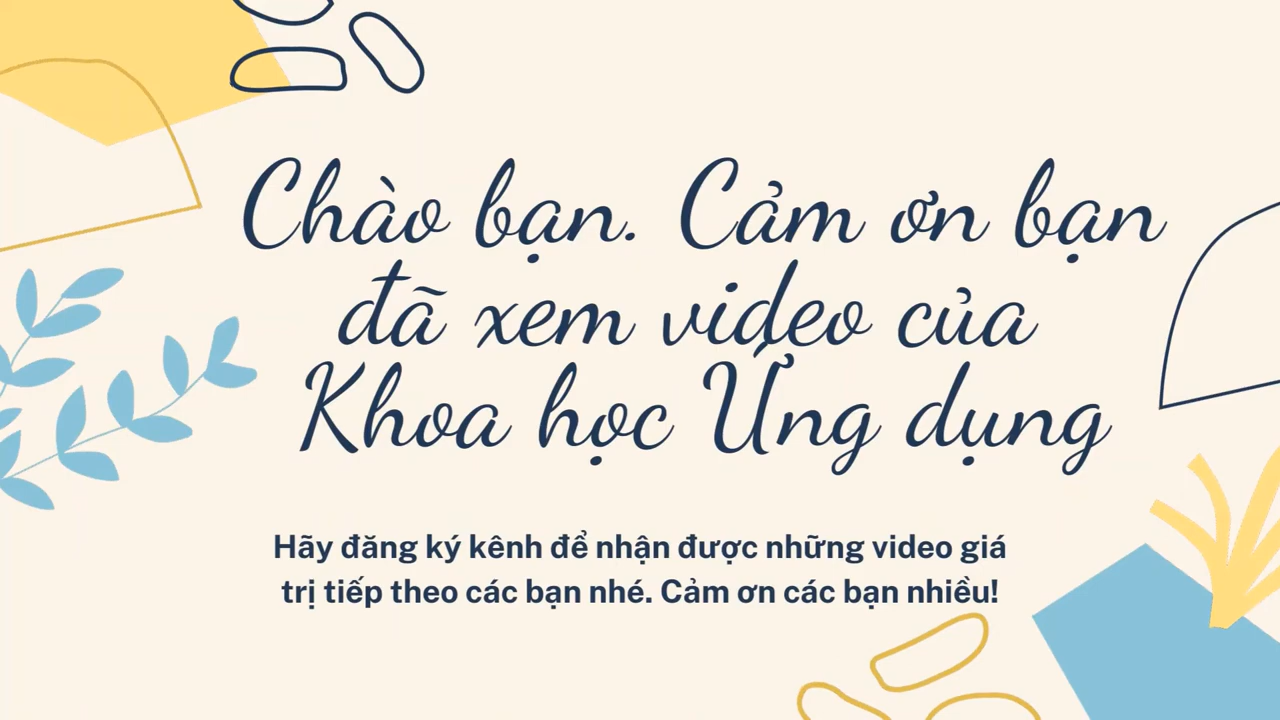 Chào bạn. Cảm ơn bạn
đã xem video của
Khoa học Ứng dụng
Hãy đăng ký kênh để nhận được những video giá
trị tiếp theo các bạn nhé. Cảm ơn các bạn nhiều!